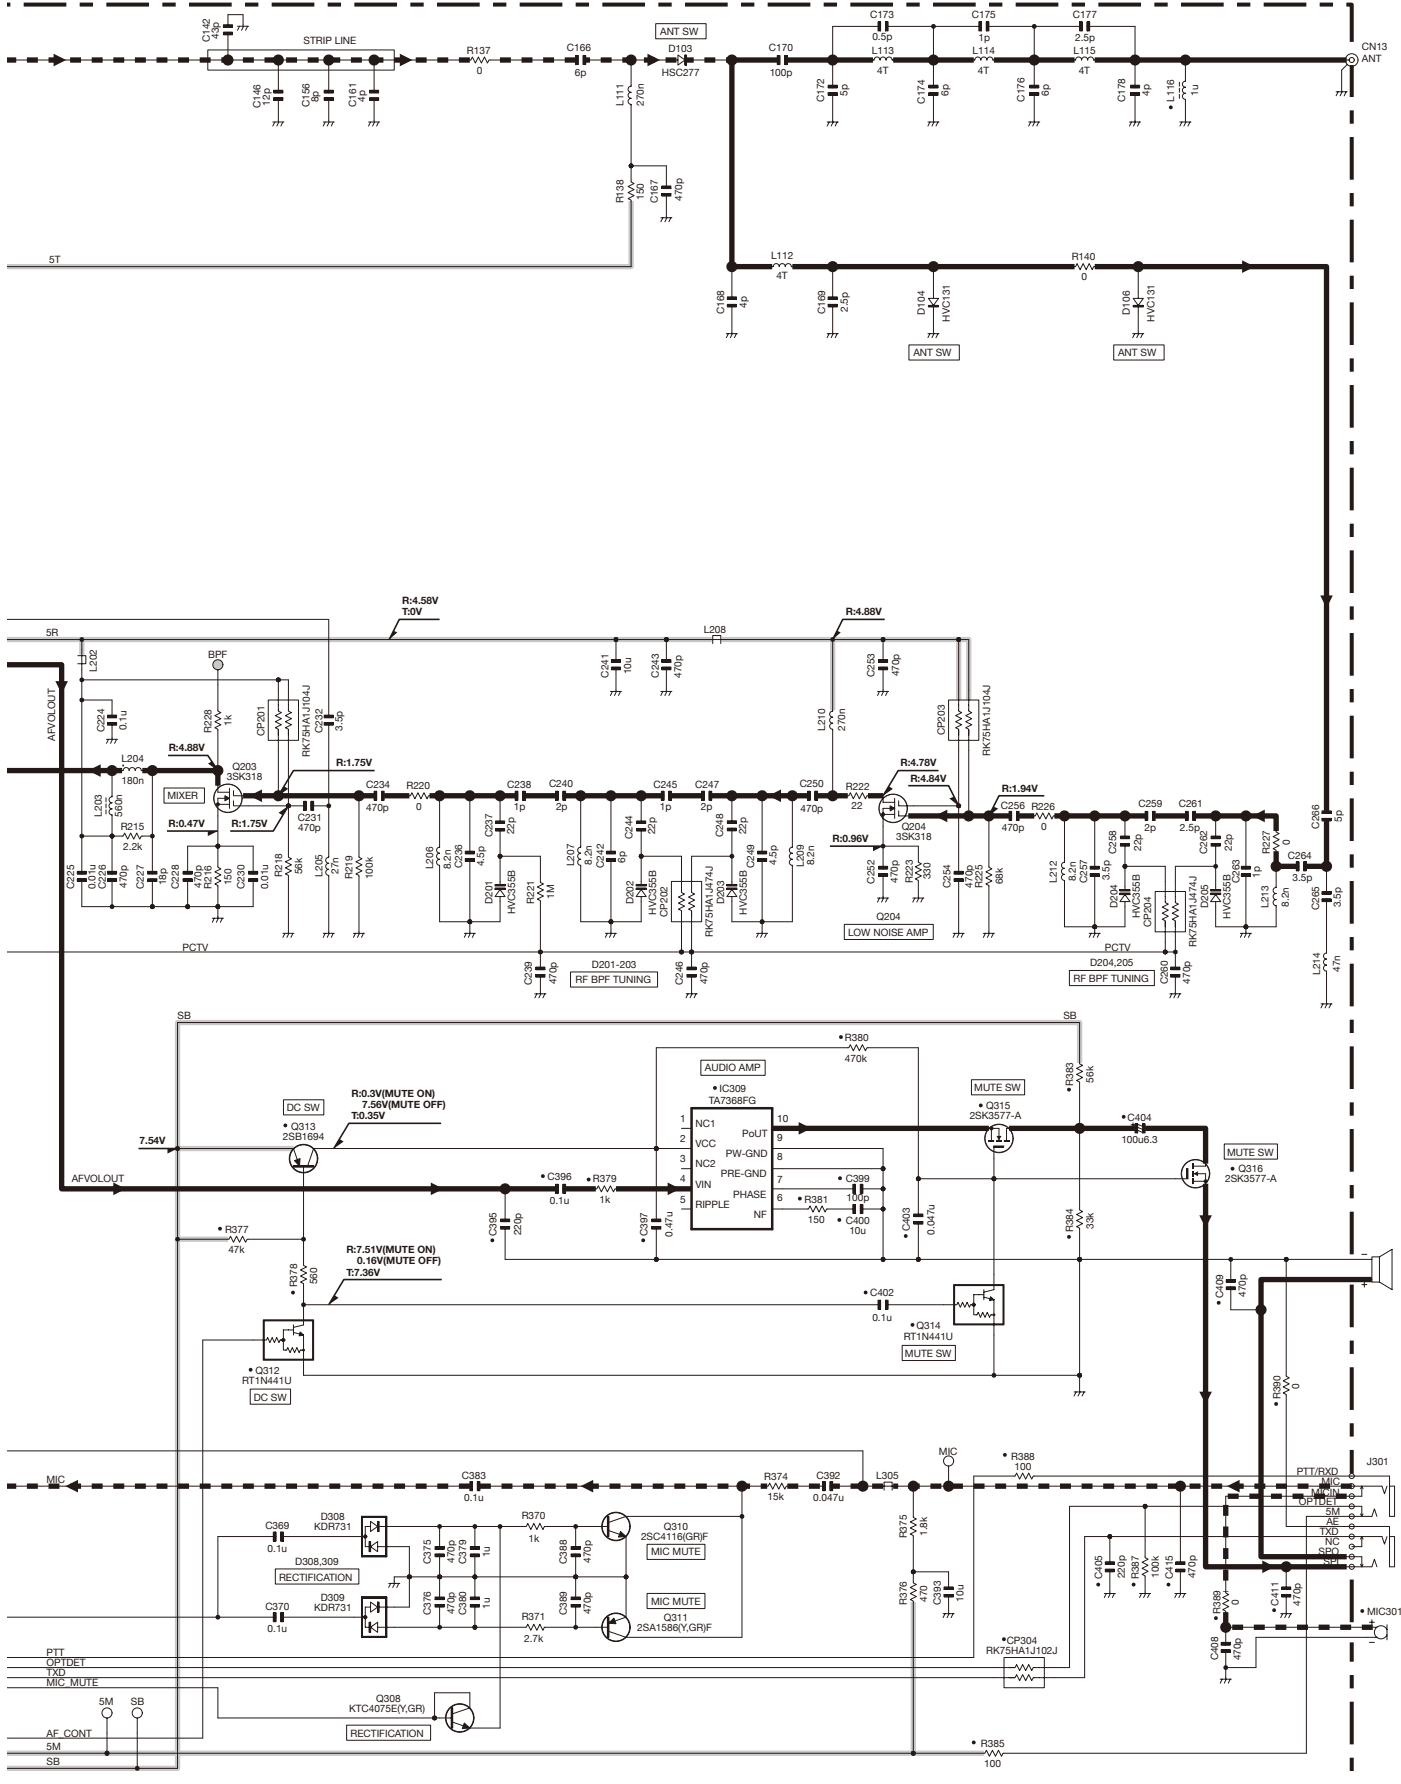 C142
43p
STRIP LINE
C146
12p
C156
8p
C161
4p
R137
0
C166
6p
L111
270n
R138
150
C167
470p
ANT SW
D103
HSC277
C170
100p
C173
0.5p
C175
1p
C177
2.5p
L113
4T
L114
4T
L115
4T
C172
5p
C174
6p
C176
6p
C178
4p
• L116
1u
CN13
ANT
5T
L112
4T
C168
4p
C169
2.5p
D104
HVC131
ANT SW
R140
0
D106
HVC131
ANT SW
R:4.58V
T:0V
R:4.88V
5R
L202
BPF
L208
C241
10u
C243
470p
C253
470p
AFVOLOUT
C224
0.1u
R228
1k
CP201
RK75HA1J104J
C232
3.5p
L210
270n
CP203
RK75HA1J104J
R:4.88V
L204
180n
Q203
3SK318
R:1.75V
MIXER
L203
560n
R215
2.2k
R:0.47V
R:1.75V
C231
470p
C234
470p
R220
0
C238
1p
C240
2p
C245
1p
C247
2p
C250
470p
R222
22
R:4.78V
R:4.84V
R:1.94V
Q204
3SK318
R:0.96V
C256
470p
R226
0
C259
2p
C261
2.5p
R227
0
C264
3.5p
C266
5p
C225
0.01u
C226
470p
C227
18p
C228
470p
R216
150
C230
0.01u
R218
56k
L205
27n
R219
100k
L206
8.2n
C236
4.5p
C237
22p
D201
HVC355B
R221
1M
L207
8.2n
C242
6p
C244
22p
D202
HVC355B
CP202
RK75HA1J474J
C248
22p
D203
HVC355B
C249
4.5p
L209
8.2n
C252
470p
R223
330
C254
470p
R225
68k
L212
8.2n
C257
3.5p
C258
22p
D204
HVC355B
CP204
RK75HA1J474J
C262
22p
D205
HVC355B
C263
1p
L213
8.2n
C265
3.5p
L214
47n
Q204
LOW NOISE AMP
PCTV
PCTV
C239
470p
D201-203
RF BPF TUNING
C246
470p
D204,205
RF BPF TUNING
C260
470p
SB
SB
• R380
470k
• R383
56k
AUDIO AMP
• IC309
TA7368FG
1
NC1
2
VCC
3
NC2
4
VIN
5
RIPPLE
10
PoUT
9
PW-GND
8
PRE-GND
7
PHASE
6
NF
R:0.3V(MUTE ON)
7.56V(MUTE OFF)
T:0.35V
DC SW
• Q313
2SB1694
7.54V
MUTE SW
• Q315
2SK3577-A
• C404
100u6.3
MUTE SW
• Q316
2SK3577-A
AFVOLOUT
• C396
0.1u
• R379
1k
• C399
100p
• R381
150
• C400
10u
• C395
220p
• C397
0.47u
• C403
0.047u
• R384
33k
• R377
47k
• R378
560
R:7.51V(MUTE ON)
0.16V(MUTE OFF)
T:7.36V
• C402
0.1u
• Q314
RT1N441U
MUTE SW
• Q312
RT1N441U
DC SW
• C409
470p
−
+
• R390
0
MIC
C383
0.1u
R374
15k
C392
0.047u
L305
MIC
• R388
100
J301
PTT/RXD
MIC
MICIN
OPTDET
5M
AE
TXD
NC
SPO
SPI
C369
0.1u
D308
KDR731
D308,309
RECTIFICATION
D309
KDR731
C370
0.1u
C375
470p
C379
1u
C376
470p
C380
1u
R370
1k
C388
470p
C389
470p
R371
2.7k
Q310
2SC4116(GR)F
MIC MUTE
MIC MUTE
Q311
2SA1586(Y,GR)F
R375
1.8k
R376
470
C393
10u
• C405
220p
• R387
100k
• C415
470p
• R389
0
• C411
470p
C408
470p
• MIC301
+
−
•CP304
RK75HA1J102J
PTT
OPTDET
TXD
MIC_MUTE
5M
SB
Q308
KTC4075E(Y,GR)
RECTIFICATION
AF_CONT
5M
SB
• R385
100